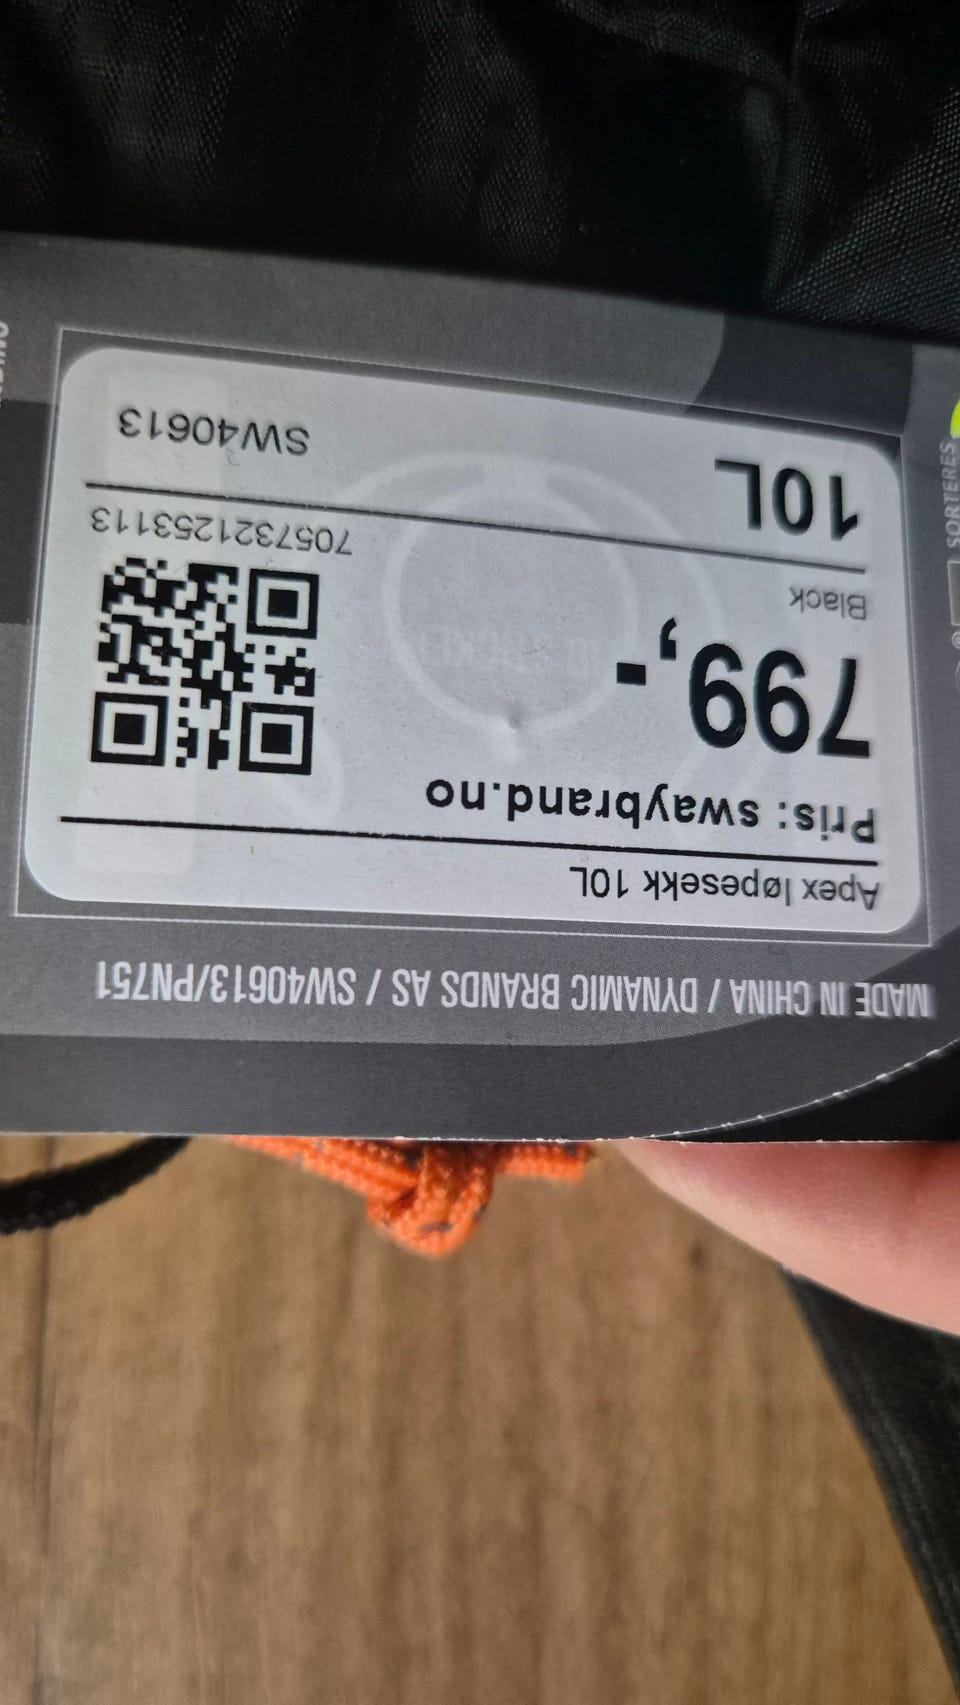 MADE IN CHINA / DYNAMIC BRANDS AS / SW40613/PN751
Apex løpesekk 10L
Pris: swaybrand.no
799,-
Black
10L
7057321253113
SW40613
SORTERES